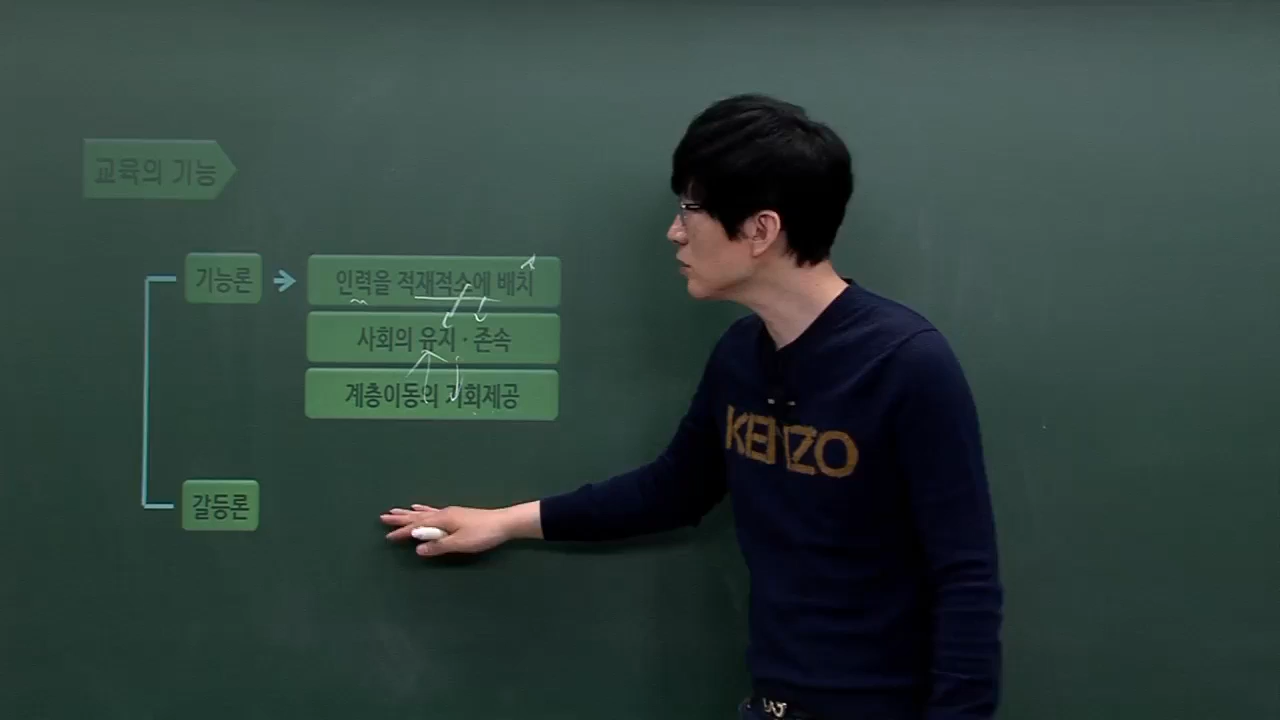 교육의 기능
기능론
인력을 적재적소에 배치
사회의 유지·존속
계층이동의 기회제공
갈등론
KENZO